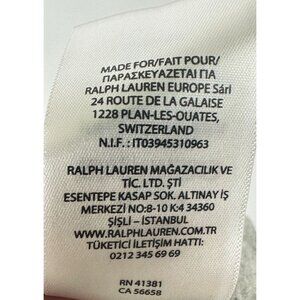 MADE FOR/FAIT POUR/
ΠΑΡΑΣΚΕΥΑΖΕΤΑΙ ΓΙΑ
RALPH LAUREN EUROPE Sárl
24 ROUTE DE LA GALAISE
1228 PLAN-LES-OUATES,
SWITZERLAND
N.I.F. : IT03945310963
RALPH LAUREN MAĞAZACILIK VE
TİC. LTD. ŞTİ
ESENTEPE KASAP SOK. ALTINAY İŞ
MERKEZİ NO:8-10 K:4 34360
ŞİŞLİ – İSTANBUL
WWW.RALPHLAUREN.COM.TR
TÜKETİCİ İLETİŞİM HATTI:
0212 345 69 69
RN 41381
CA 56658